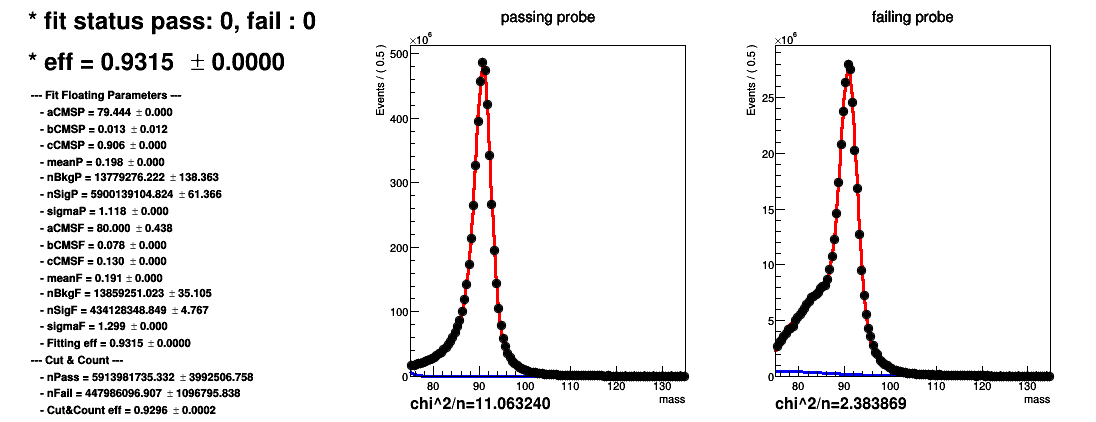 * fit status pass: 0, fail : 0
* eff = 0.9315 ± 0.0000
--- Fit Floating Parameters ---
- aCMSP = 79.444 ± 0.000
- bCMSP = 0.013 ± 0.012
- cCMSP = 0.906 ± 0.000
- meanP = 0.198 ± 0.000
- nBkgP = 13779276.222 ± 138.363
- nSigP = 5900139104.824 ± 61.366
- sigmaP = 1.118 ± 0.000
- aCMSF = 80.000 ± 0.438
- bCMSF = 0.078 ± 0.000
- cCMSF = 0.130 ± 0.000
- meanF = 0.191 ± 0.000
- nBkgF = 13859251.023 ± 35.105
- nSigF = 434128348.849 ± 4.767
- sigmaF = 1.299 ± 0.000
- Fitting eff = 0.9315 ± 0.0000
--- Cut & Count ---
- nPass = 5913981735.332 ± 3992506.758
- nFail = 447986096.907 ± 1096795.838
- Cut&Count eff = 0.9296 ± 0.0002
passing probe
×10⁶
Events / ( 0.5 )
500
400
300
200
100
0
80 90 100 110 120 130
mass
chi^2/n=11.063240
failing probe
×10⁶
Events / ( 0.5 )
25
20
15
10
5
0
80 90 100 110 120 130
mass
chi^2/n=2.383869